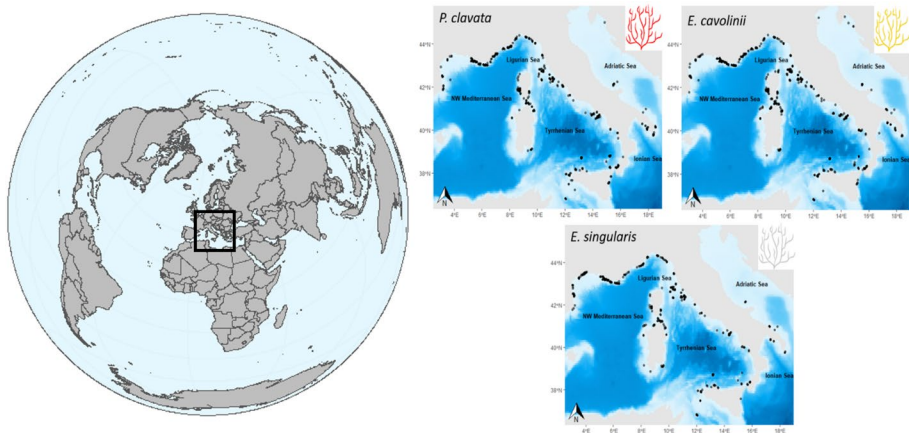 P. clavata
44°N
42°N
40°N
38°N
Ligurian Sea
Adriatic Sea
NW Mediterranean Sea
Tyrrhenian Sea
Ionian Sea
N
4°E 6°E 8°E 10°E 12°E 14°E 16°E 18°E
E. cavolinii
44°N
42°N
40°N
38°N
Ligurian Sea
Adriatic Sea
NW Mediterranean Sea
Tyrrhenian Sea
Ionian Sea
N
4°E 6°E 8°E 10°E 12°E 14°E 16°E 18°E
E. singularis
44°N
42°N
40°N
38°N
Ligurian Sea
Adriatic Sea
NW Mediterranean Sea
Tyrrhenian Sea
Ionian Sea
N
4°E 6°E 8°E 10°E 12°E 14°E 16°E 18°E